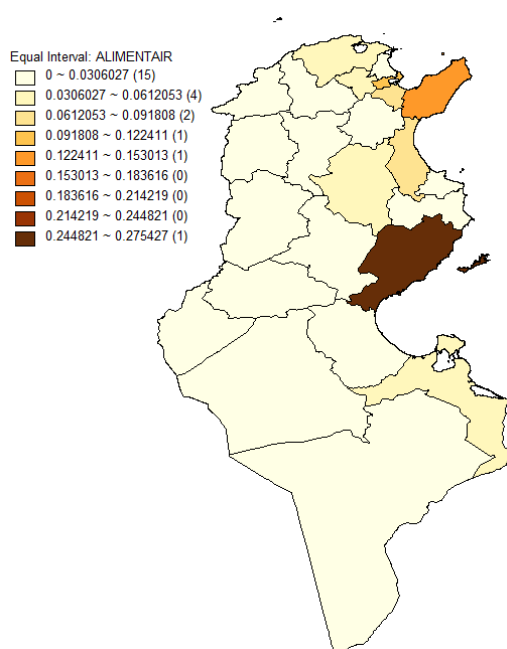 Equal Interval: ALIMENTAIR
0 ~ 0.0306027 (15)
0.0306027 ~ 0.0612053 (4)
0.0612053 ~ 0.091808 (2)
0.091808 ~ 0.122411 (1)
0.122411 ~ 0.153013 (1)
0.153013 ~ 0.183616 (0)
0.183616 ~ 0.214219 (0)
0.214219 ~ 0.244821 (0)
0.244821 ~ 0.275427 (1)